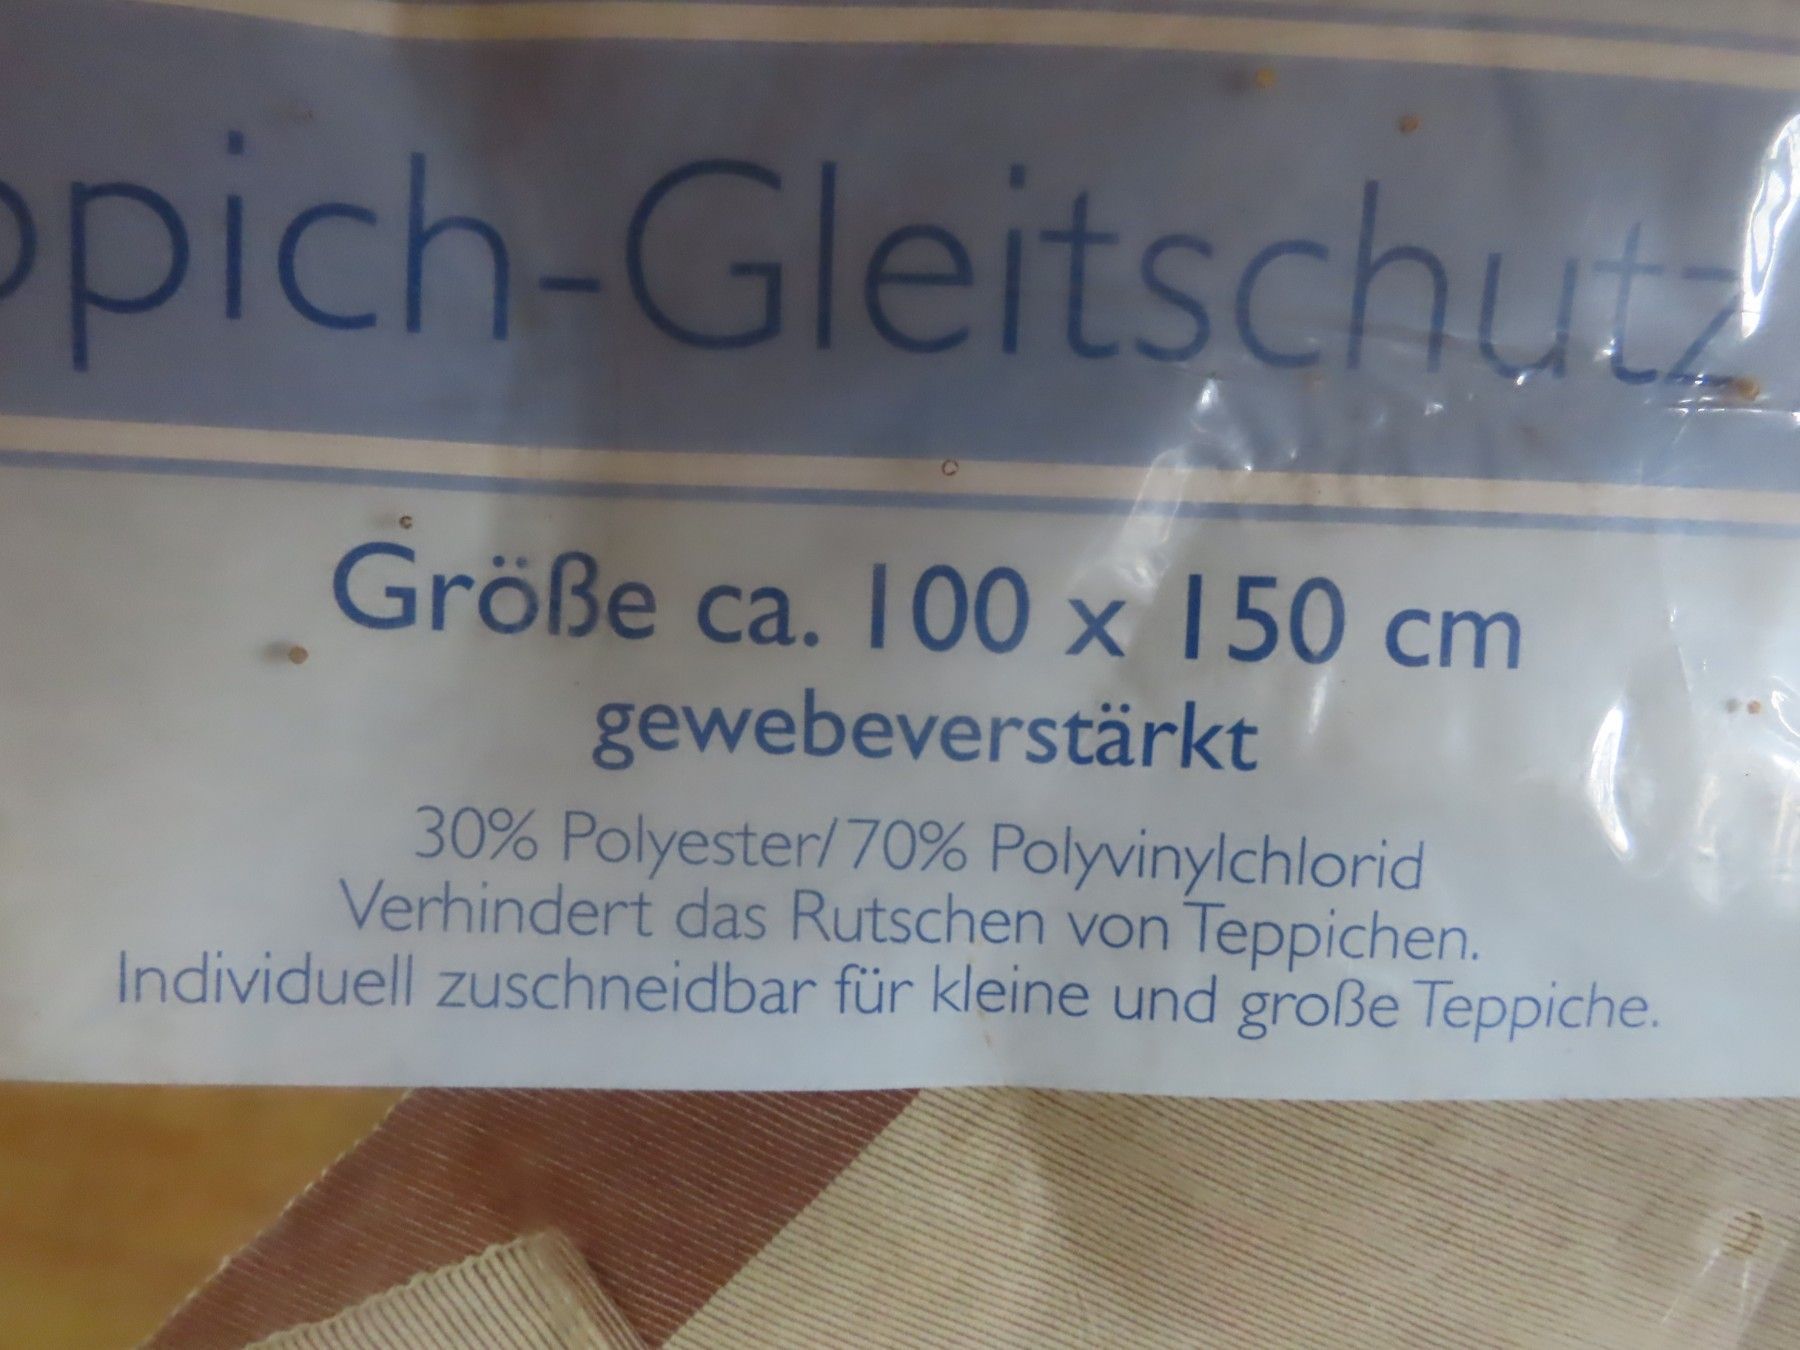 ppich-Gleitschutz
Größe ca. 100 x 150 cm
gewebeverstärkt
30% Polyester/70% Polyvinylchlorid
Verhindert das Rutschen von Teppichen.
Individuell zuschneidbar für kleine und große Teppiche.